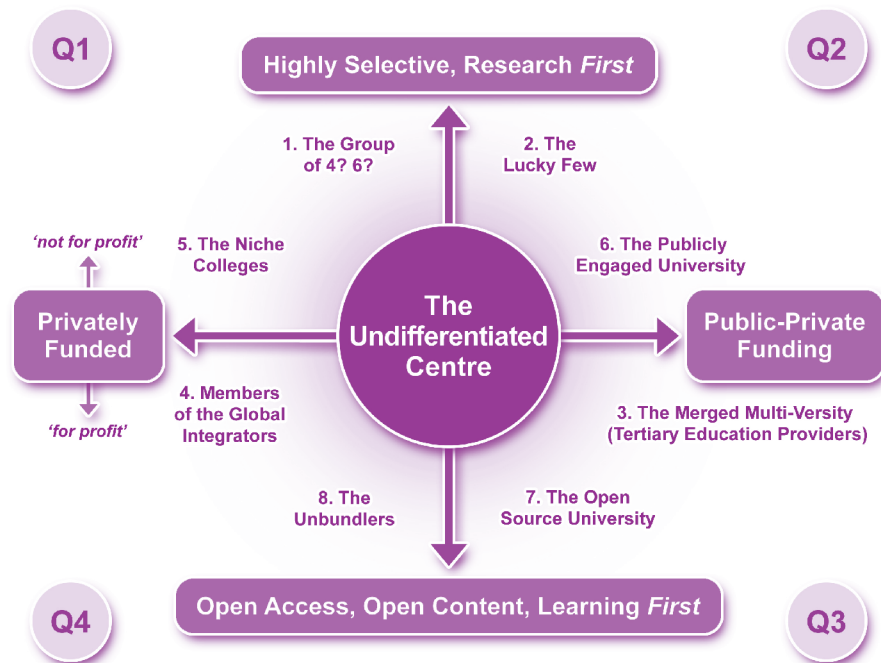 Q1
Q2
Highly Selective, Research First
1. The Group
of 4? 6?
2. The
Lucky Few
'not for profit'
5. The Niche
Colleges
6. The Publicly
Engaged University
Privately
Funded
The
Undifferentiated
Centre
Public-Private
Funding
'for profit'
4. Members
of the Global
Integrators
3. The Merged Multi-Versity
(Tertiary Education Providers)
8. The
Unbundlers
7. The Open
Source University
Open Access, Open Content, Learning First
Q4
Q3